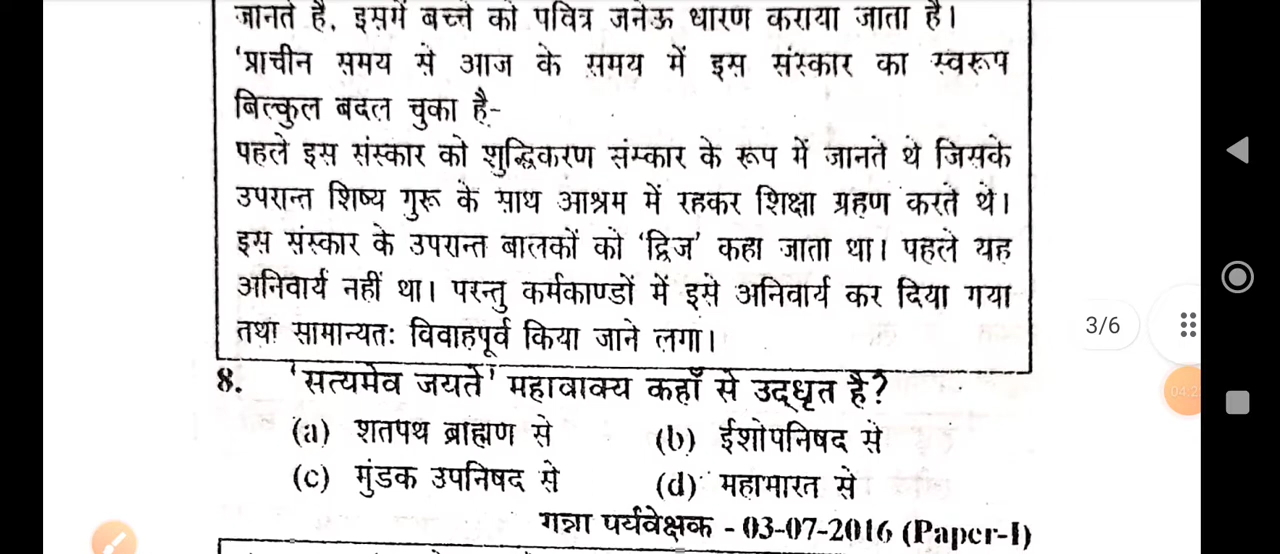 जानते है, इसमें बच्चे को पवित्र जनेऊ धारण कराया जाता है।
'प्राचीन समय से आज के समय में इस संस्कार का स्वरूप
बिल्कुल बदल चुका है-
पहले इस संस्कार को शुद्धिकरण संस्कार के रूप में जानते थे जिसके
उपरान्त शिष्य गुरू के साथ आश्रम में रहकर शिक्षा ग्रहण करते थे।
इस संस्कार के उपरान्त बालकों को 'द्विज' कहा जाता था। पहले यह
अनिवार्य नहीं था। परन्तु कर्मकाण्डों में इसे अनिवार्य कर दिया गया
तथा सामान्यतः विवाहपूर्व किया जाने लगा।
3/6
8. 'सत्यमेव जयते' महावाक्य कहाँ से उद्धृत है?
(a) शतपथ ब्राह्मण से (b) ईशोपनिषद से
(c) मुंडक उपनिषद से (d) महाभारत से
गन्ना पर्यवेक्षक - 03-07-2016 (Paper-I)